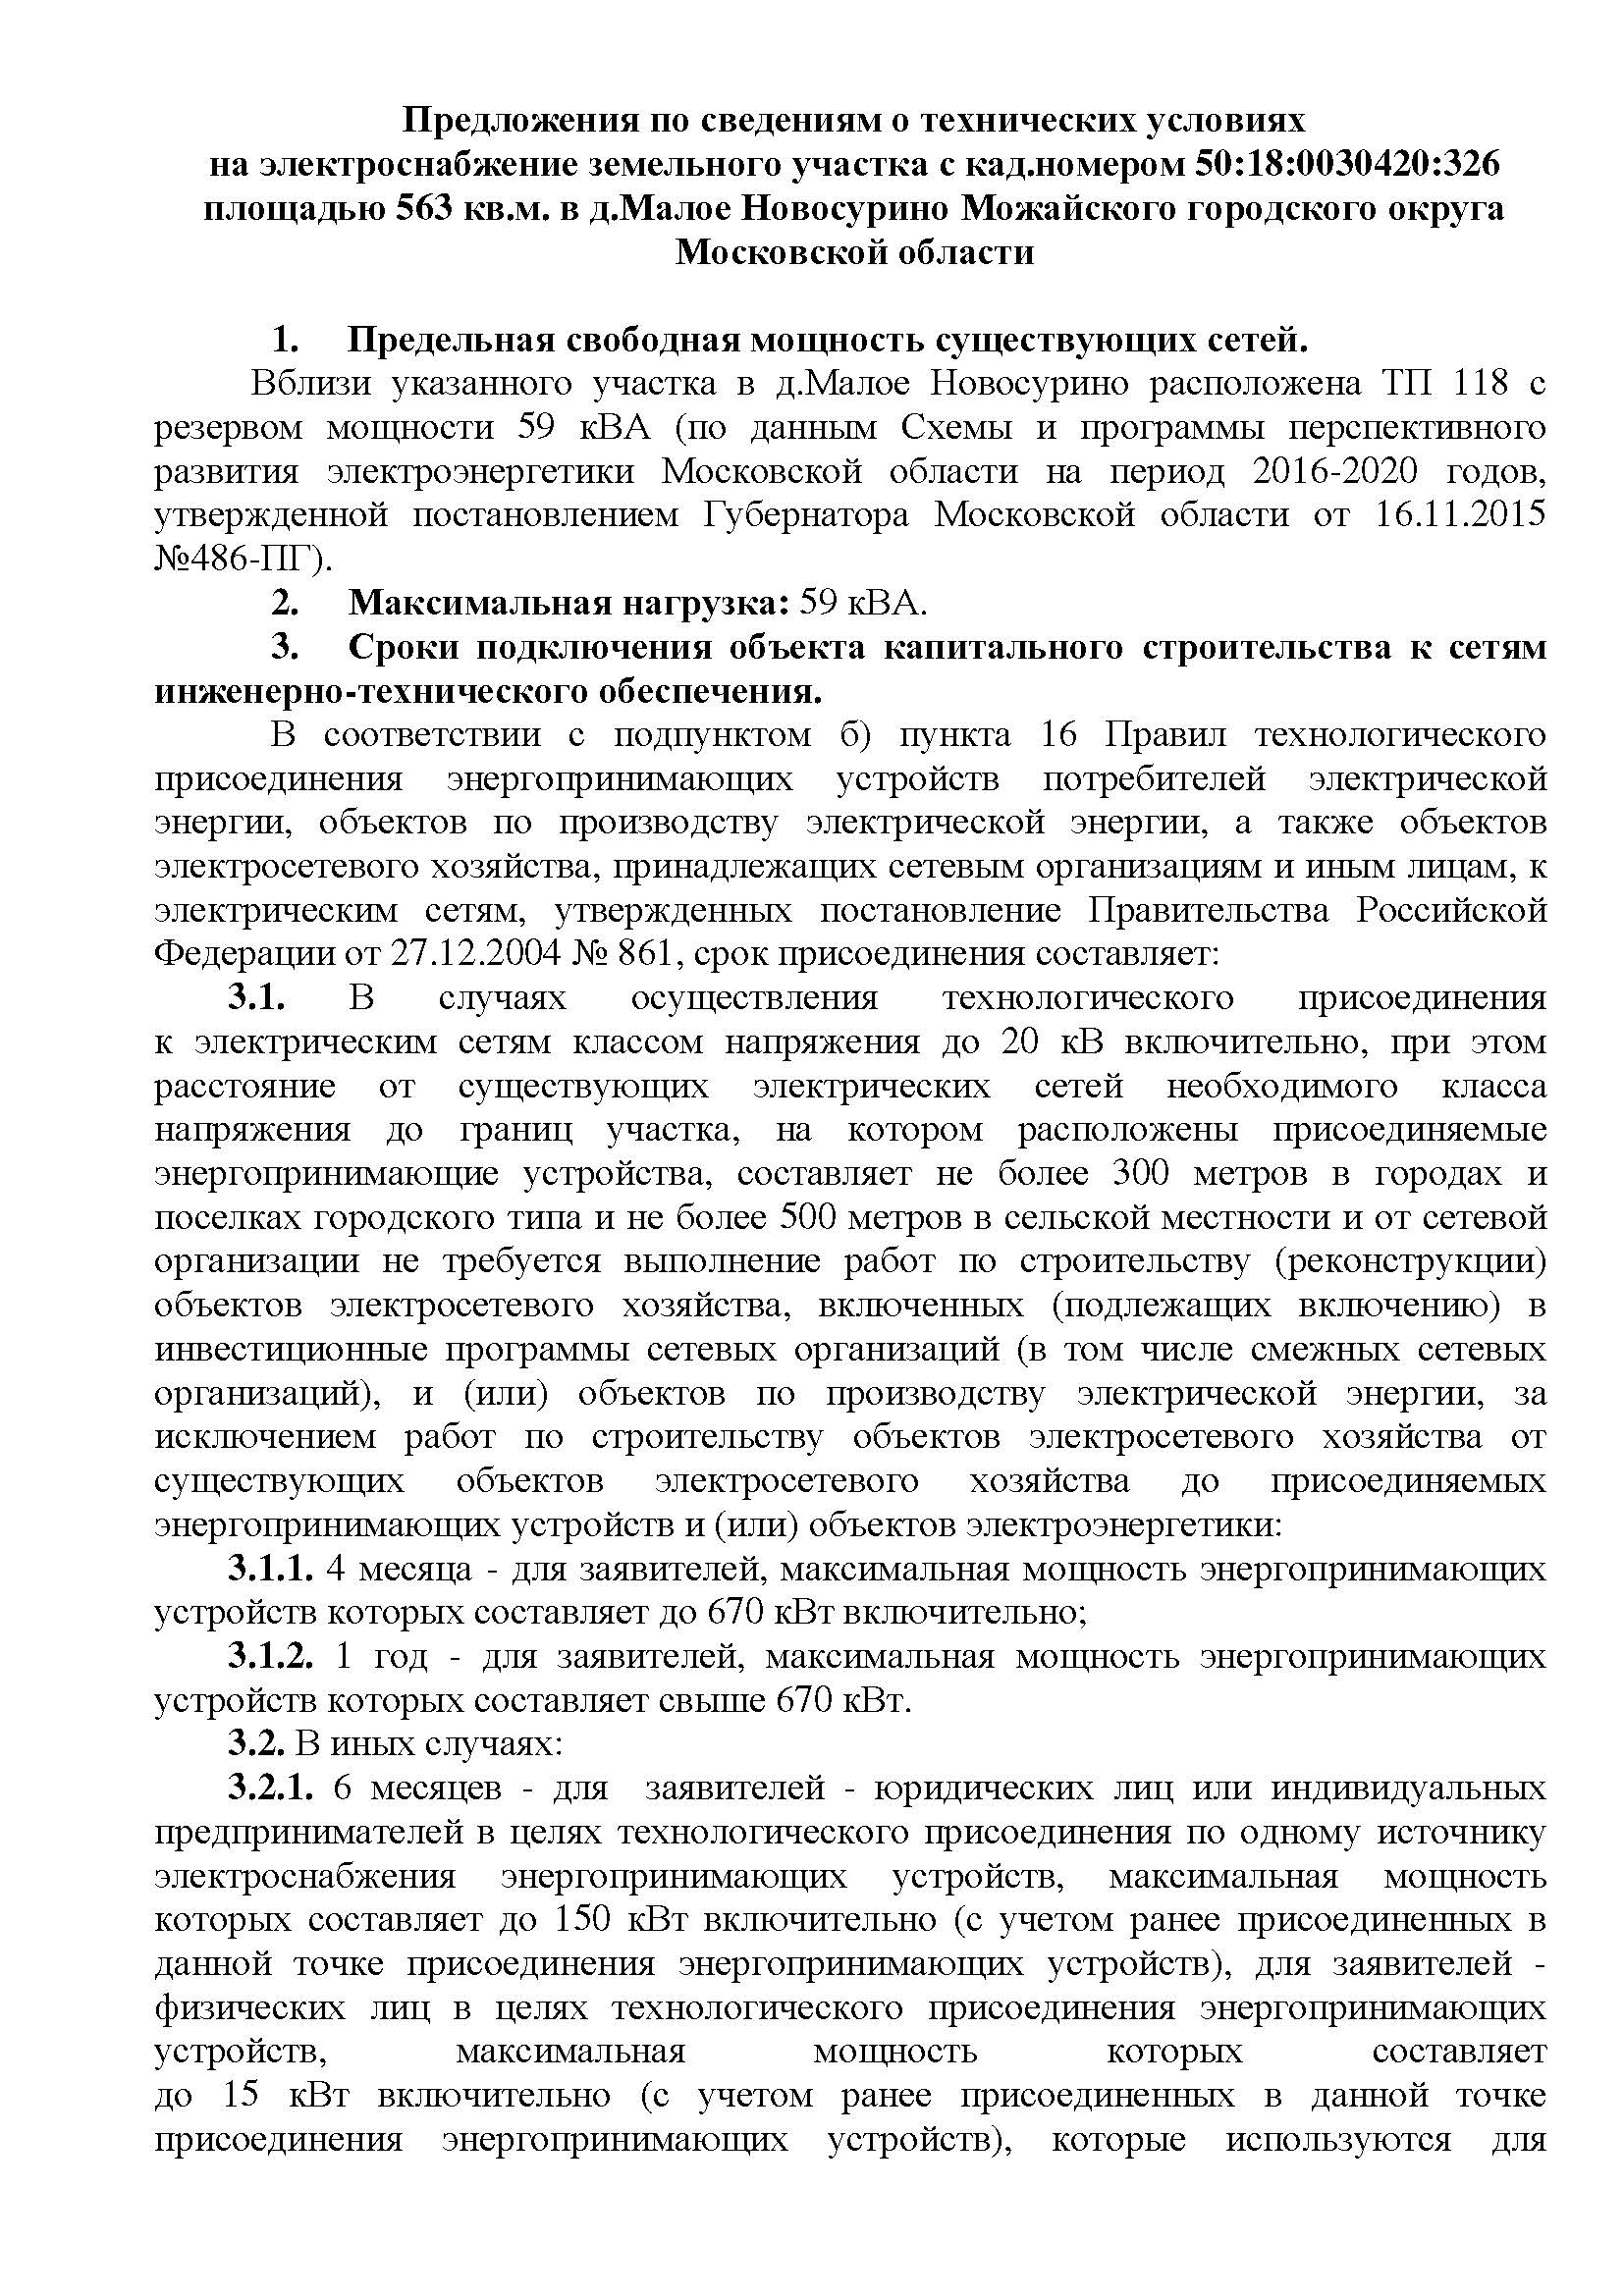 Предложения по сведениям о технических условиях
на электроснабжение земельного участка с кад.номером 50:18:0030420:326
площадью 563 кв.м. в д.Малое Новосурино Можайского городского округа
Московской области
1. Предельная свободная мощность существующих сетей.
Вблизи указанного участка в д.Малое Новосурино расположена ТП 118 с
резервом мощности 59 кВА (по данным Схемы и программы перспективного
развития электроэнергетики Московской области на период 2016-2020 годов,
утвержденной постановлением Губернатора Московской области от 16.11.2015
№486-ПГ).
2. Максимальная нагрузка: 59 кВА.
3. Сроки подключения объекта капитального строительства к сетям
инженерно-технического обеспечения.
В соответствии с подпунктом б) пункта 16 Правил технологического
присоединения энергопринимающих устройств потребителей электрической
энергии, объектов по производству электрической энергии, а также объектов
электросетевого хозяйства, принадлежащих сетевым организациям и иным лицам, к
электрическим сетям, утвержденных постановление Правительства Российской
Федерации от 27.12.2004 № 861, срок присоединения составляет:
3.1. В случаях осуществления технологического присоединения
к электрическим сетям классом напряжения до 20 кВ включительно, при этом
расстояние от существующих электрических сетей необходимого класса
напряжения до границ участка, на котором расположены присоединяемые
энергопринимающие устройства, составляет не более 300 метров в городах и
поселках городского типа и не более 500 метров в сельской местности и от сетевой
организации не требуется выполнение работ по строительству (реконструкции)
объектов электросетевого хозяйства, включенных (подлежащих включению) в
инвестиционные программы сетевых организаций (в том числе смежных сетевых
организаций), и (или) объектов по производству электрической энергии, за
исключением работ по строительству объектов электросетевого хозяйства от
существующих объектов электросетевого хозяйства до присоединяемых
энергопринимающих устройств и (или) объектов электроэнергетики:
3.1.1. 4 месяца - для заявителей, максимальная мощность энергопринимающих
устройств которых составляет до 670 кВт включительно;
3.1.2. 1 год - для заявителей, максимальная мощность энергопринимающих
устройств которых составляет свыше 670 кВт.
3.2. В иных случаях:
3.2.1. 6 месяцев - для заявителей - юридических лиц или индивидуальных
предпринимателей в целях технологического присоединения по одному источнику
электроснабжения энергопринимающих устройств, максимальная мощность
которых составляет до 150 кВт включительно (с учетом ранее присоединенных в
данной точке присоединения энергопринимающих устройств), для заявителей -
физических лиц в целях технологического присоединения энергопринимающих
устройств, максимальная мощность которых составляет
до 15 кВт включительно (с учетом ранее присоединенных в данной точке
присоединения энергопринимающих устройств), которые используются для